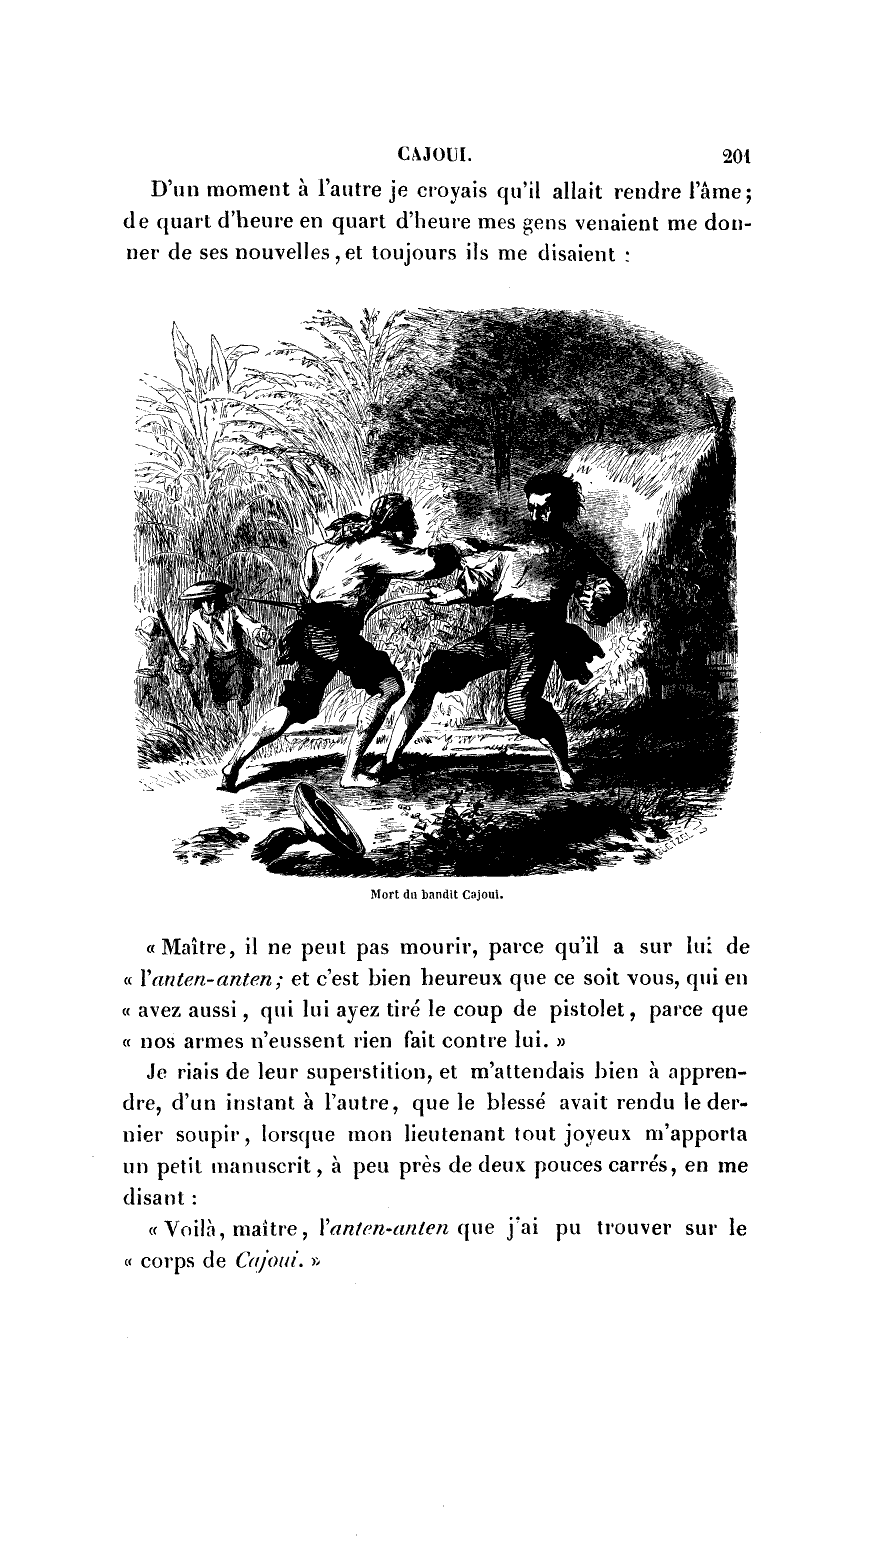 CAJOUI. 201
D'un moment à l'autre je croyais qu'il allait rendre l'âme;
de quart d'heure en quart d'heure mes gens venaient me don-
ner de ses nouvelles, et toujours ils me disaient :
Mort du bandit Cajoui.
« Maître, il ne peut pas mourir, parce qu'il a sur lui de
« l'anten-anten; et c'est bien heureux que ce soit vous, qui en
« avez aussi, qui lui ayez tiré le coup de pistolet, parce que
« nos armes n'eussent rien fait contre lui. »
Je riais de leur superstition, et m'attendais bien à appren-
dre, d'un instant à l'autre, que le blessé avait rendu le der-
nier soupir, lorsque mon lieutenant tout joyeux m'apporta
un petit manuscrit, à peu près de deux pouces carrés, en me
disant :
« Voilà, maître, l'anten-anten que j'ai pu trouver sur le
« corps de Cajoui. »